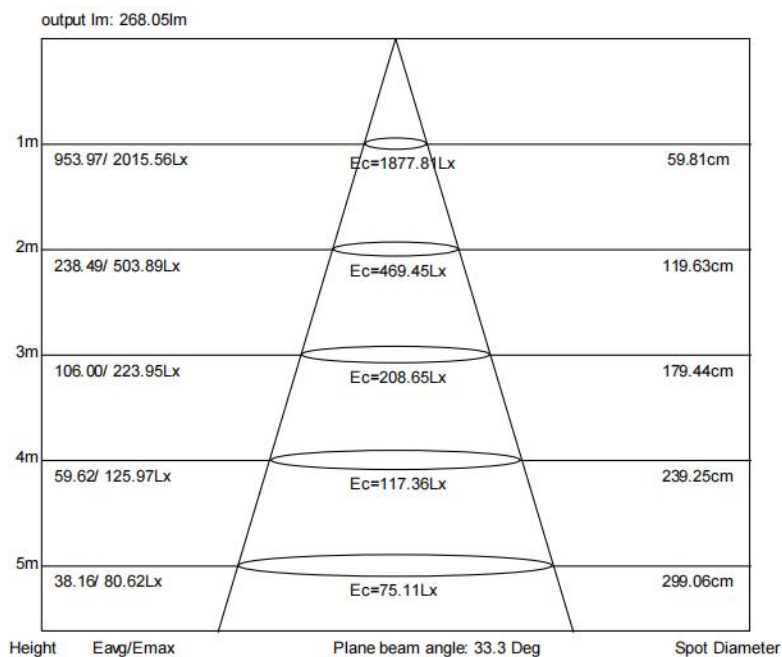 output lm: 268.05lm
1m
953.97/ 2015.56Lx Ec=1877.81Lx 59.81cm
2m
238.49/ 503.89Lx Ec=469.45Lx 119.63cm
3m
106.00/ 223.95Lx Ec=208.65Lx 179.44cm
4m
59.62/ 125.97Lx Ec=117.36Lx 239.25cm
5m
38.16/ 80.62Lx Ec=75.11Lx 299.06cm
Height Eavg/Emax Plane beam angle: 33.3 Deg Spot Diameter